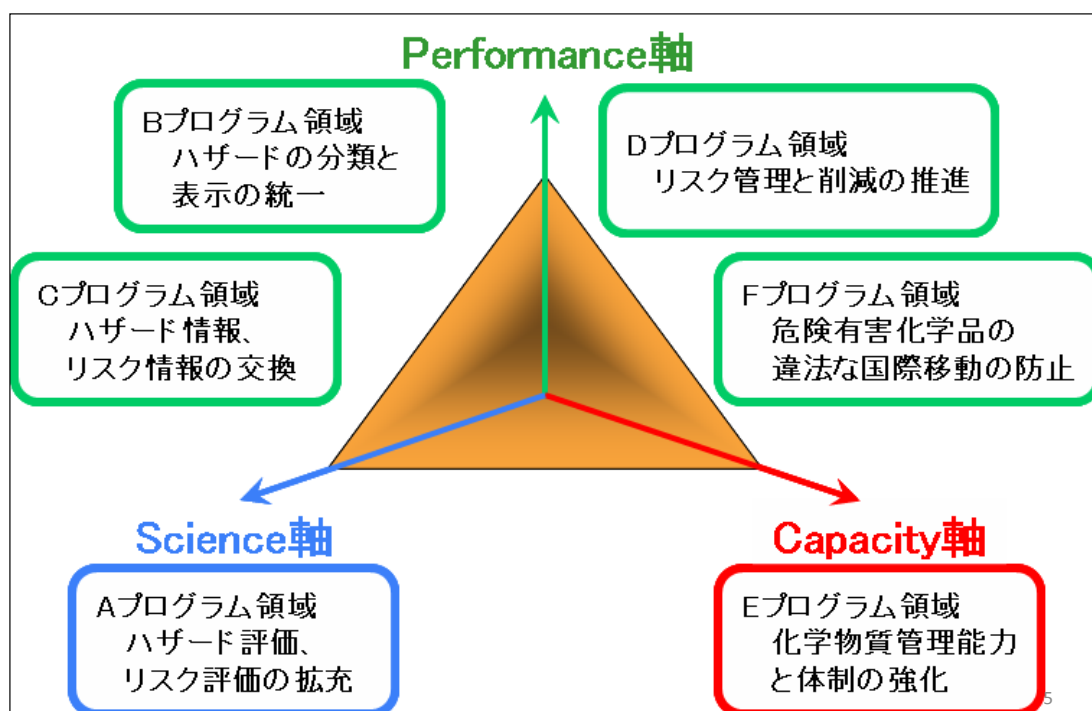 Performance軸
Bプログラム領域
ハザードの分類と
表示の統一
Dプログラム領域
リスク管理と削減の推進
Cプログラム領域
ハザード情報、
リスク情報の交換
Fプログラム領域
危険有害化学品の
違法な国際移動の防止
Science軸
Capacity軸
Aプログラム領域
ハザード評価、
リスク評価の拡充
Eプログラム領域
化学物質管理能力
と体制の強化
5